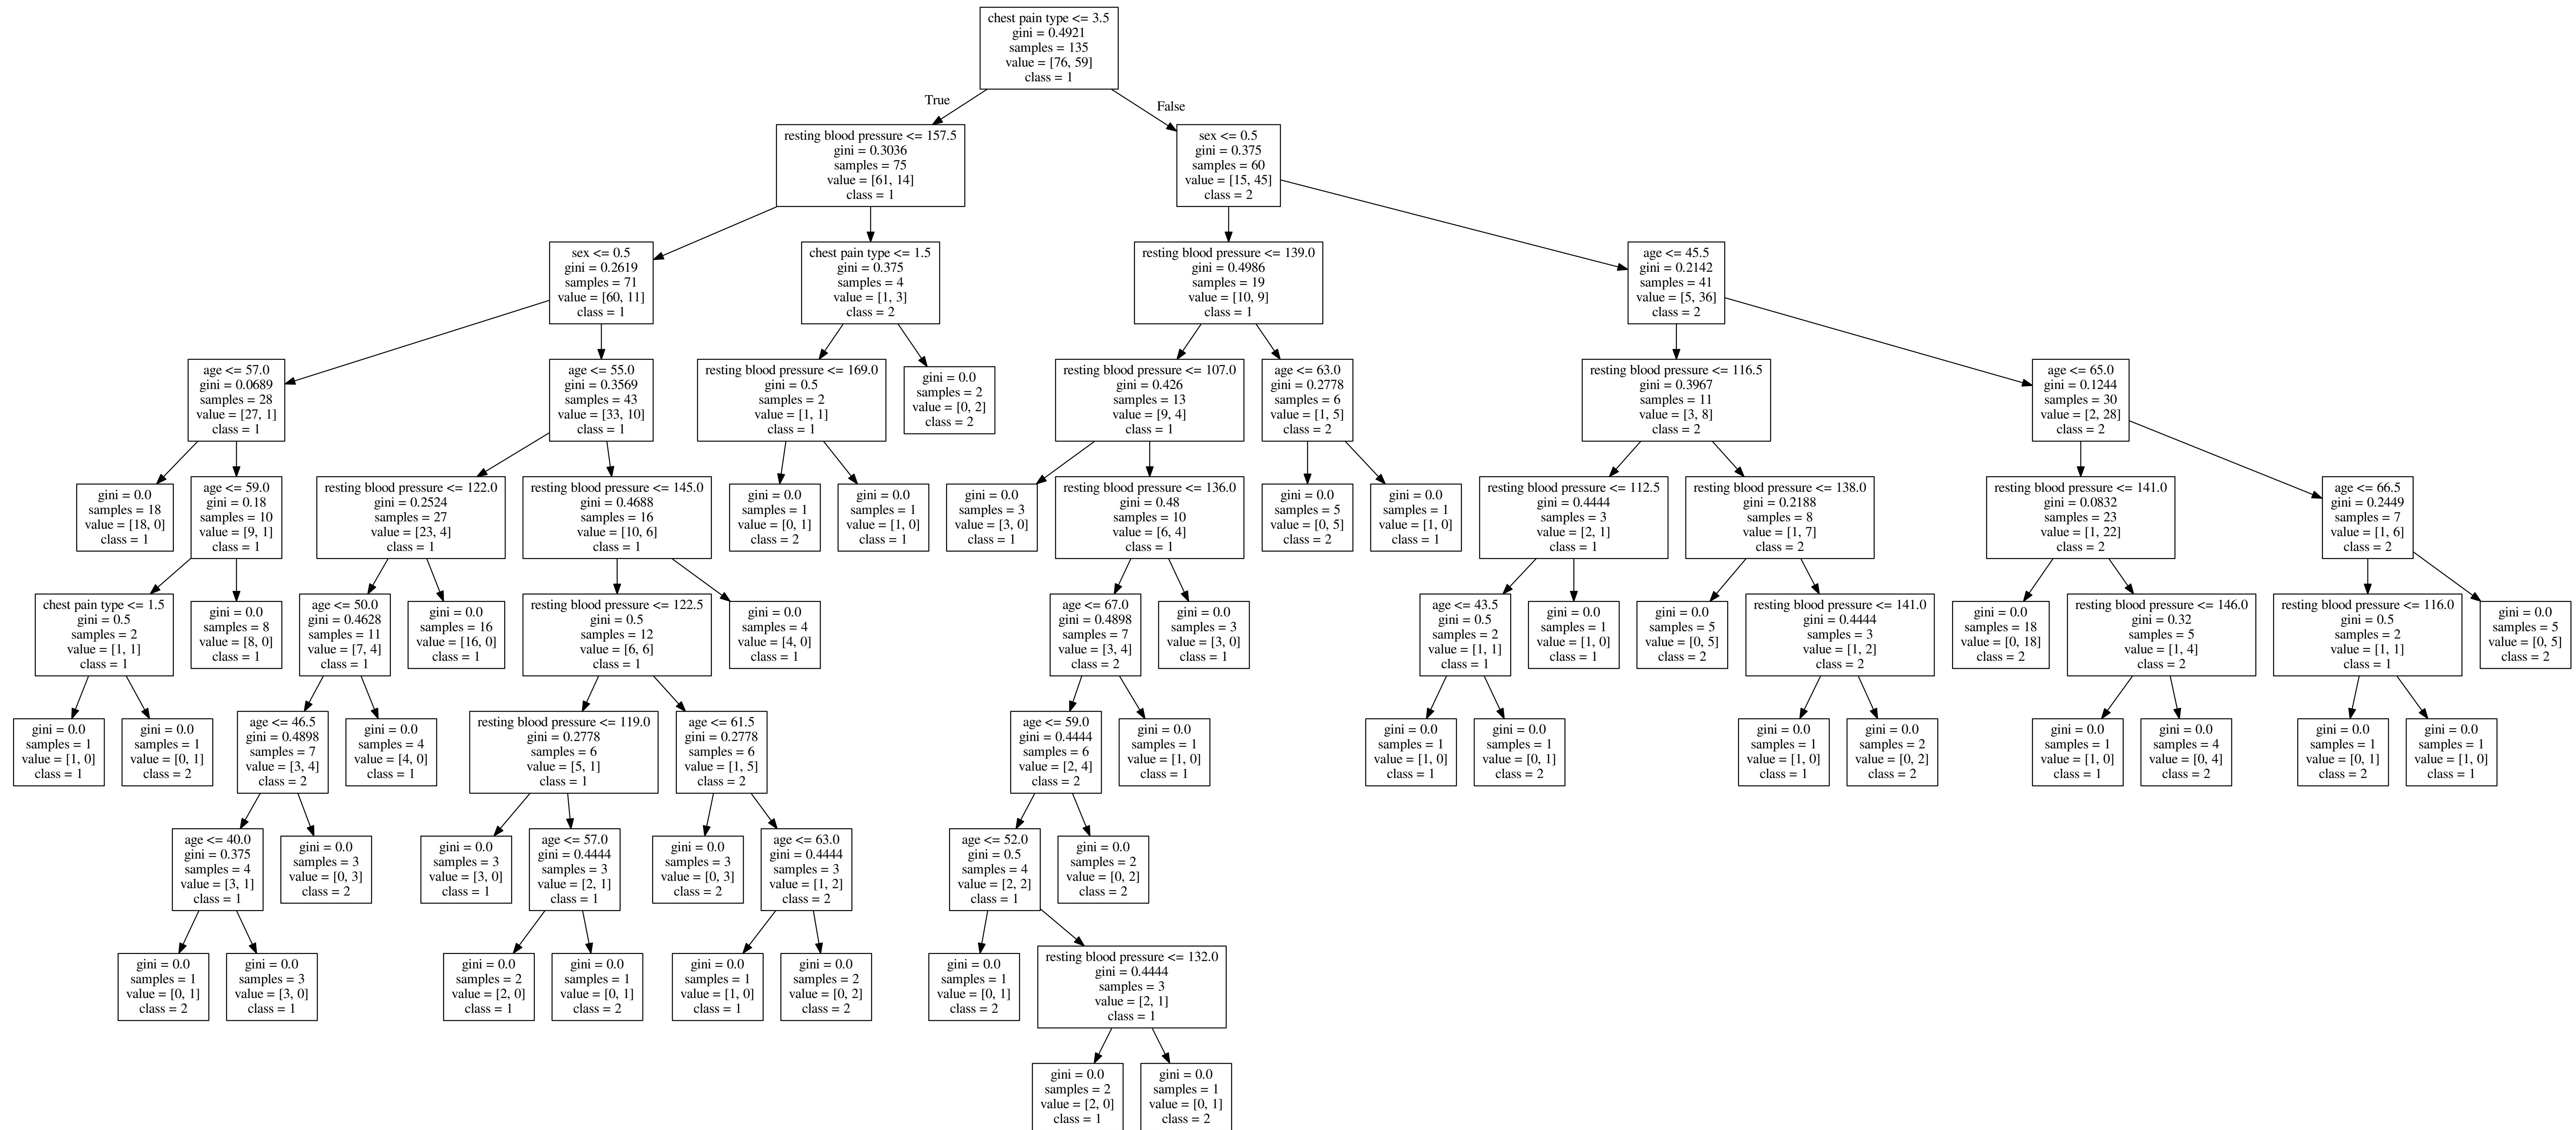 chest pain type <= 3.5
gini = 0.4921
samples = 135
value = [76, 59]
class = 1
True
False
resting blood pressure <= 157.5
gini = 0.3036
samples = 75
value = [61, 14]
class = 1
sex <= 0.5
gini = 0.375
samples = 60
value = [15, 45]
class = 2
sex <= 0.5
gini = 0.2619
samples = 71
value = [60, 11]
class = 1
chest pain type <= 1.5
gini = 0.375
samples = 4
value = [1, 3]
class = 2
resting blood pressure <= 139.0
gini = 0.4986
samples = 19
value = [10, 9]
class = 1
age <= 45.5
gini = 0.2142
samples = 41
value = [5, 36]
class = 2
age <= 57.0
gini = 0.0689
samples = 28
value = [27, 1]
class = 1
age <= 55.0
gini = 0.3569
samples = 43
value = [33, 10]
class = 1
resting blood pressure <= 169.0
gini = 0.5
samples = 2
value = [1, 1]
class = 1
gini = 0.0
samples = 2
value = [0, 2]
class = 2
resting blood pressure <= 107.0
gini = 0.426
samples = 13
value = [9, 4]
class = 1
age <= 63.0
gini = 0.2778
samples = 6
value = [1, 5]
class = 2
resting blood pressure <= 116.5
gini = 0.3967
samples = 11
value = [3, 8]
class = 2
age <= 65.0
gini = 0.1244
samples = 30
value = [2, 28]
class = 2
gini = 0.0
samples = 18
value = [18, 0]
class = 1
age <= 59.0
gini = 0.18
samples = 10
value = [9, 1]
class = 1
resting blood pressure <= 122.0
gini = 0.2524
samples = 27
value = [23, 4]
class = 1
resting blood pressure <= 145.0
gini = 0.4688
samples = 16
value = [10, 6]
class = 1
gini = 0.0
samples = 1
value = [0, 1]
class = 2
gini = 0.0
samples = 1
value = [1, 0]
class = 1
gini = 0.0
samples = 3
value = [3, 0]
class = 1
resting blood pressure <= 136.0
gini = 0.48
samples = 10
value = [6, 4]
class = 1
gini = 0.0
samples = 5
value = [0, 5]
class = 2
gini = 0.0
samples = 1
value = [1, 0]
class = 1
resting blood pressure <= 112.5
gini = 0.4444
samples = 3
value = [2, 1]
class = 1
resting blood pressure <= 138.0
gini = 0.2188
samples = 8
value = [1, 7]
class = 2
resting blood pressure <= 141.0
gini = 0.0832
samples = 23
value = [1, 22]
class = 2
age <= 66.5
gini = 0.2449
samples = 7
value = [1, 6]
class = 2
chest pain type <= 1.5
gini = 0.5
samples = 2
value = [1, 1]
class = 1
gini = 0.0
samples = 8
value = [8, 0]
class = 1
age <= 50.0
gini = 0.4628
samples = 11
value = [7, 4]
class = 1
gini = 0.0
samples = 16
value = [16, 0]
class = 1
resting blood pressure <= 122.5
gini = 0.5
samples = 12
value = [6, 6]
class = 1
gini = 0.0
samples = 4
value = [4, 0]
class = 1
age <= 67.0
gini = 0.4898
samples = 7
value = [3, 4]
class = 2
gini = 0.0
samples = 3
value = [3, 0]
class = 1
age <= 43.5
gini = 0.5
samples = 2
value = [1, 1]
class = 1
gini = 0.0
samples = 1
value = [1, 0]
class = 1
gini = 0.0
samples = 5
value = [0, 5]
class = 2
resting blood pressure <= 141.0
gini = 0.4444
samples = 3
value = [1, 2]
class = 2
gini = 0.0
samples = 18
value = [0, 18]
class = 2
resting blood pressure <= 146.0
gini = 0.32
samples = 5
value = [1, 4]
class = 2
resting blood pressure <= 116.0
gini = 0.5
samples = 2
value = [1, 1]
class = 1
gini = 0.0
samples = 5
value = [0, 5]
class = 2
gini = 0.0
samples = 1
value = [1, 0]
class = 1
gini = 0.0
samples = 1
value = [0, 1]
class = 2
age <= 46.5
gini = 0.4898
samples = 7
value = [3, 4]
class = 2
gini = 0.0
samples = 4
value = [4, 0]
class = 1
resting blood pressure <= 119.0
gini = 0.2778
samples = 6
value = [5, 1]
class = 1
age <= 61.5
gini = 0.2778
samples = 6
value = [1, 5]
class = 2
age <= 59.0
gini = 0.4444
samples = 6
value = [2, 4]
class = 2
gini = 0.0
samples = 1
value = [1, 0]
class = 1
gini = 0.0
samples = 1
value = [1, 0]
class = 1
gini = 0.0
samples = 1
value = [0, 1]
class = 2
gini = 0.0
samples = 1
value = [1, 0]
class = 1
gini = 0.0
samples = 2
value = [0, 2]
class = 2
gini = 0.0
samples = 1
value = [1, 0]
class = 1
gini = 0.0
samples = 4
value = [0, 4]
class = 2
gini = 0.0
samples = 1
value = [0, 1]
class = 2
gini = 0.0
samples = 1
value = [1, 0]
class = 1
age <= 40.0
gini = 0.375
samples = 4
value = [3, 1]
class = 1
gini = 0.0
samples = 3
value = [0, 3]
class = 2
gini = 0.0
samples = 3
value = [3, 0]
class = 1
age <= 57.0
gini = 0.4444
samples = 3
value = [2, 1]
class = 1
gini = 0.0
samples = 3
value = [0, 3]
class = 2
age <= 63.0
gini = 0.4444
samples = 3
value = [1, 2]
class = 2
age <= 52.0
gini = 0.5
samples = 4
value = [2, 2]
class = 1
gini = 0.0
samples = 2
value = [0, 2]
class = 2
gini = 0.0
samples = 1
value = [0, 1]
class = 2
gini = 0.0
samples = 3
value = [3, 0]
class = 1
gini = 0.0
samples = 2
value = [2, 0]
class = 1
gini = 0.0
samples = 1
value = [0, 1]
class = 2
gini = 0.0
samples = 1
value = [1, 0]
class = 1
gini = 0.0
samples = 2
value = [0, 2]
class = 2
gini = 0.0
samples = 1
value = [0, 1]
class = 2
resting blood pressure <= 132.0
gini = 0.4444
samples = 3
value = [2, 1]
class = 1
gini = 0.0
samples = 2
value = [2, 0]
class = 1
gini = 0.0
samples = 1
value = [0, 1]
class = 2